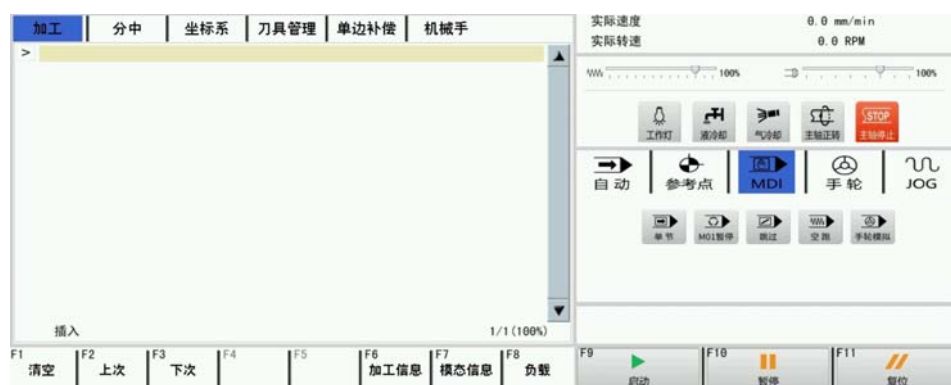 加工 分中 坐标系 刀具管理 单边补偿 机械手
>
插入 1/1(100%)
F1 清空 F2 上次 F3 下次 F4 F5 F6 加工信息 F7 模态信息 F8 负载
实际速度 0.0 mm/min
实际转速 0.0 RPM
100% 100%
工作灯 液冷却 气冷却 主轴正转 STOP 主轴停止
自动 参考点 MDI 手轮 JOG
单节 M01暂停 跳过 空跑 手轮模拟
F9 启动 F10 暂停 F11 复位